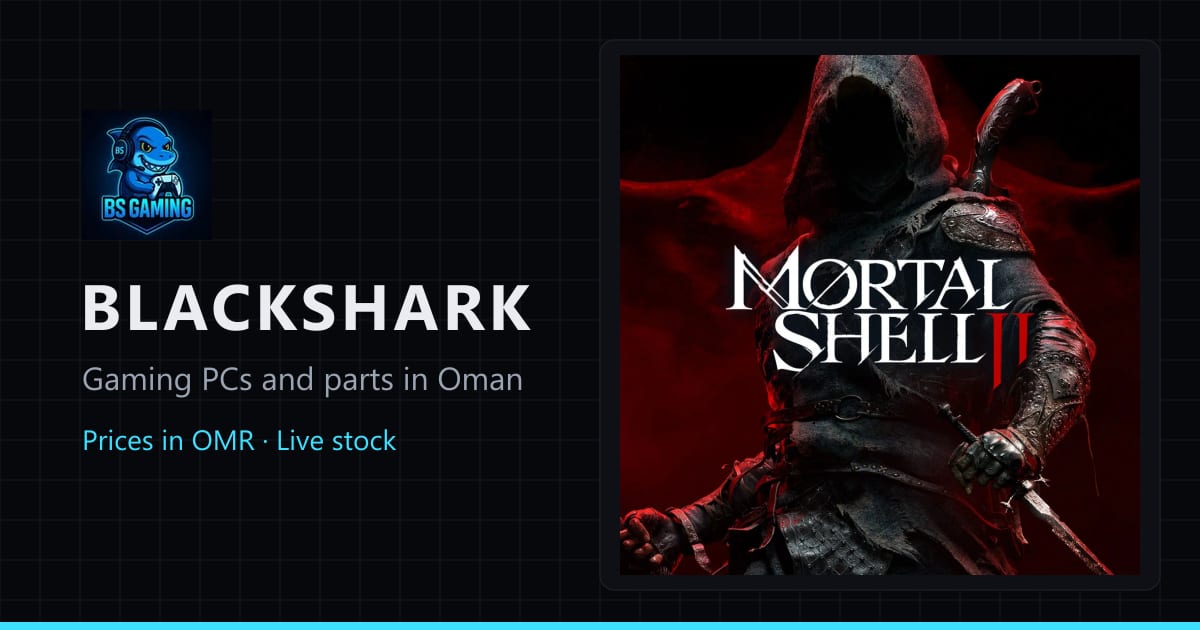 BS
BS GAMING
BLACKSHARK
Gaming PCs and parts in Oman
Prices in OMR · Live stock
MORTAL
SHELL II